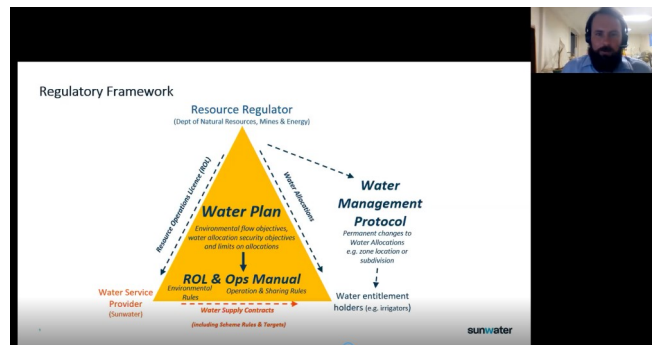 Regulatory Framework
Resource Regulator
(Dept of Natural Resources, Mines & Energy)
Resource Operations Licence (ROL)
Water Allocations
Water Plan
Environmental flow objectives,
water allocation security objectives
and limits on allocations
ROL & Ops Manual
Environmental
Rules
Operation & Sharing Rules
Water
Management
Protocol
Permanent changes to
Water Allocations
e.g. zone location or
subdivision
Water Service
Provider
(Sunwater)
Water Supply Contracts
(including Scheme Rules & Targets)
Water entitlement
holders (e.g. irrigators)
sunwater